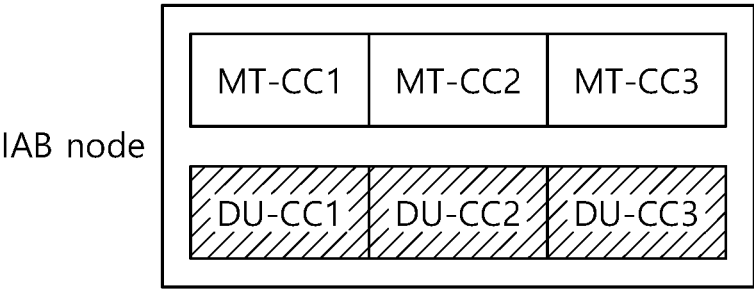 MT-CC1 MT-CC2 MT-CC3
IAB node
DU-CC1 DU-CC2 DU-CC3